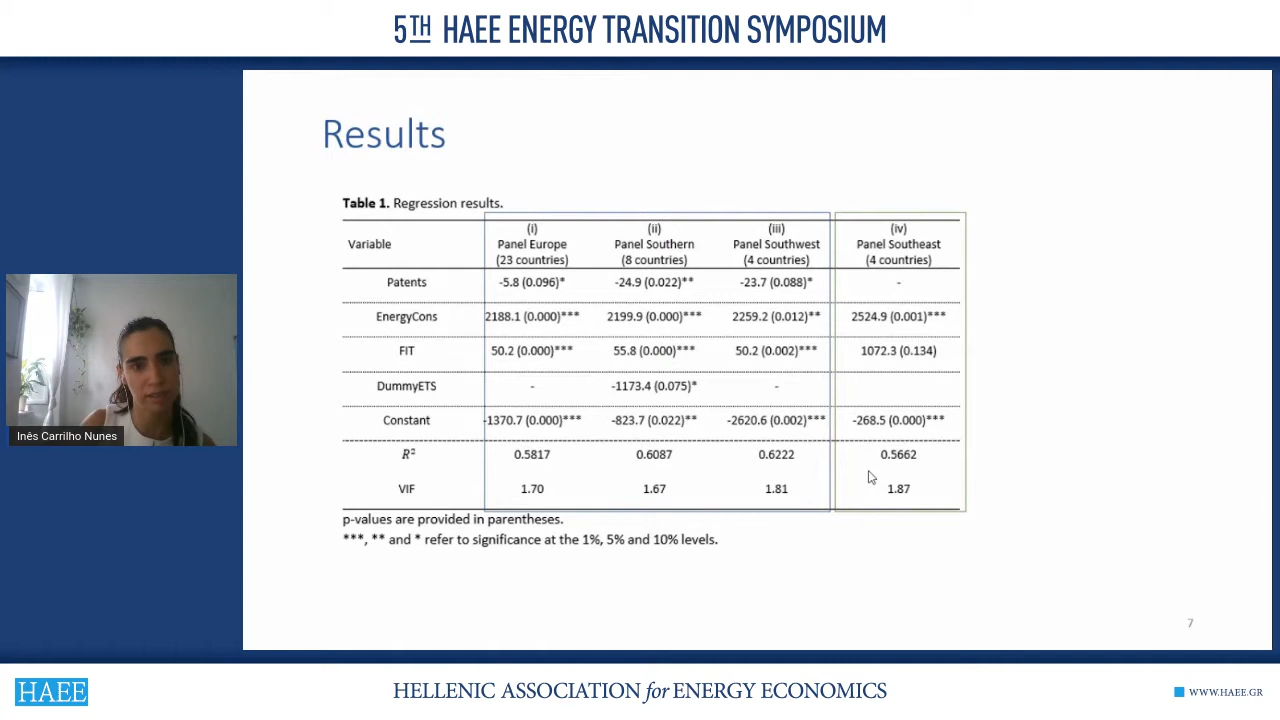 5TH HAEE ENERGY TRANSITION SYMPOSIUM
Results
Table 1. Regression results.
Variable (i) Panel Europe (23 countries) (ii) Panel Southern (8 countries) (iii) Panel Southwest (4 countries) (iv) Panel Southeast (4 countries)
Patents -5.8 (0.096)* -24.9 (0.022)** -23.7 (0.088)* -
EnergyCons 2188.1 (0.000)*** 2199.9 (0.000)*** 2259.2 (0.012)** 2524.9 (0.001)***
FIT 50.2 (0.000)*** 55.8 (0.000)*** 50.2 (0.002)*** 1072.3 (0.134)
DummyETS - -1173.4 (0.075)* -
Constant -1370.7 (0.000)*** -823.7 (0.022)** -2620.6 (0.002)*** -268.5 (0.000)***
R² 0.5817 0.6087 0.6222 0.5662
VIF 1.70 1.67 1.81 1.87
p-values are provided in parentheses.
***, ** and * refer to significance at the 1%, 5% and 10% levels.
Inês Carrilho Nunes
7
HAEE
HELLENIC ASSOCIATION for ENERGY ECONOMICS
WWW.HAEE.GR